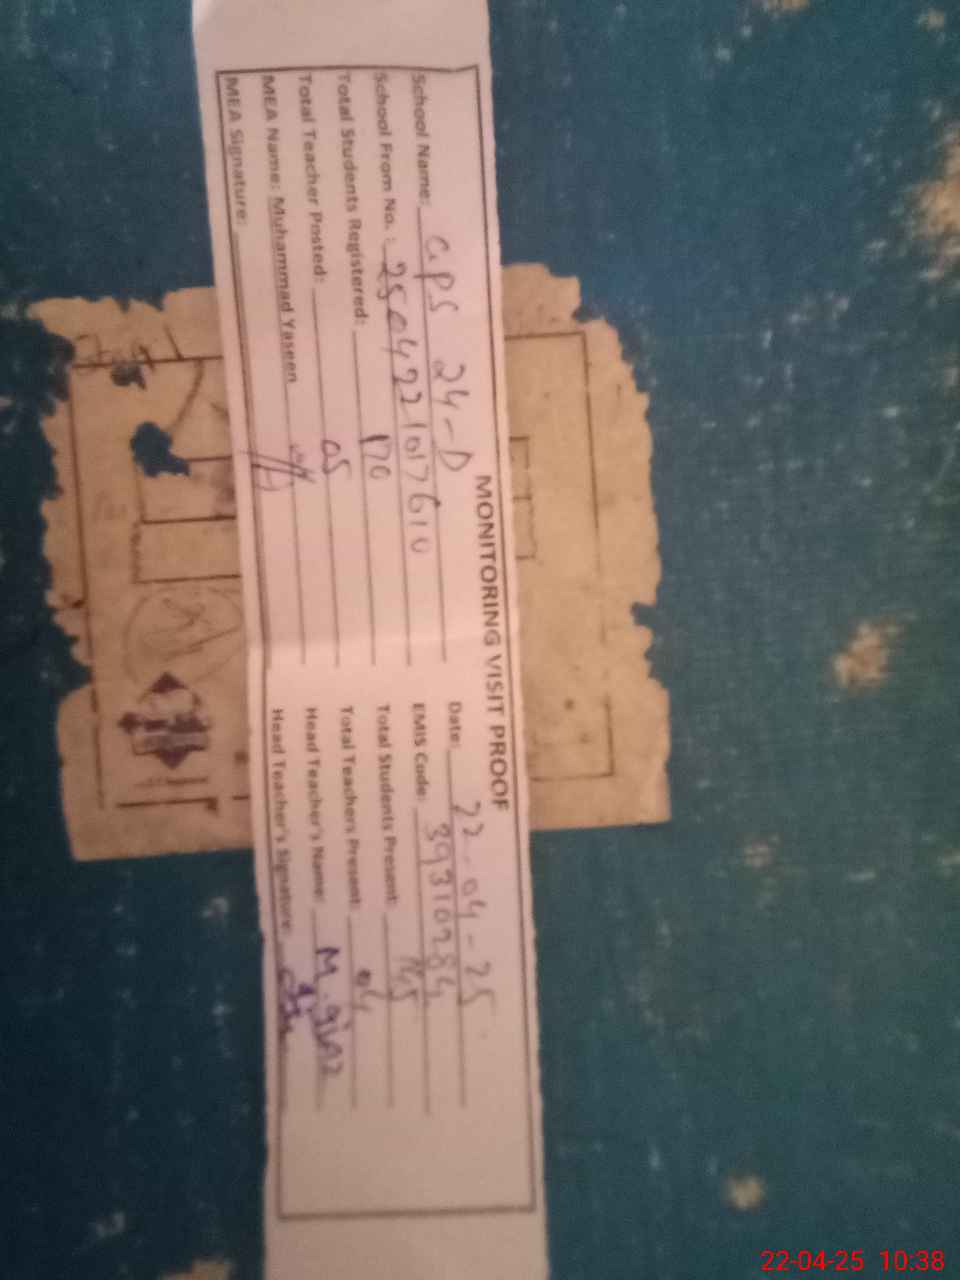 MONITORING VISIT PROOF
School Name: GPS 24-D Date: 22-04-25
School From No. : 2504221017610 EMIS Code: 39310284
Total Students Registered: 170 Total Students Present: 145
Total Teacher Posted: 05 Total Teachers Present: 04
MEA Name: Muhammad Yaseen Head Teacher's Name: M.
MEA Signature: Head Teacher's Signature:
22-04-25 10:38